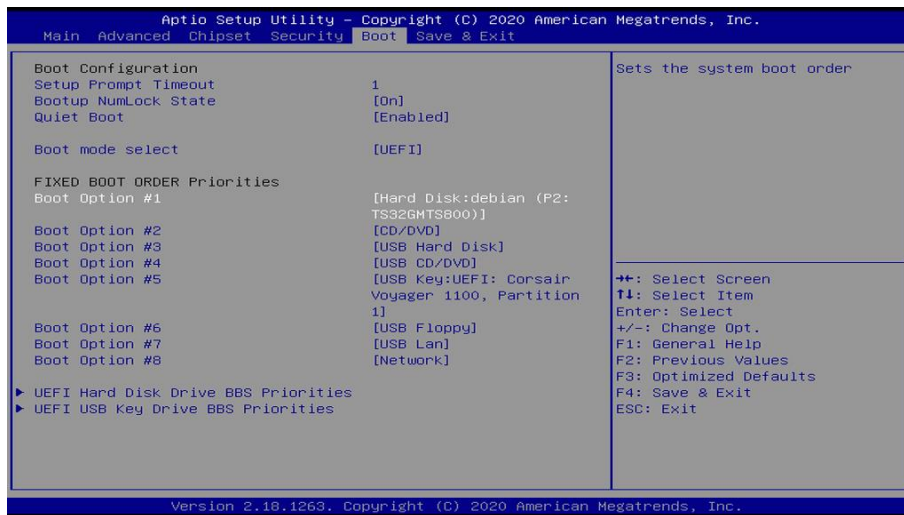 Aptio Setup Utility – Copyright (C) 2020 American Megatrends, Inc.
Main Advanced Chipset Security Boot Save & Exit
Boot Configuration
Setup Prompt Timeout 1
Bootup NumLock State [On]
Quiet Boot [Enabled]
Boot mode select [UEFI]
FIXED BOOT ORDER Priorities
Boot Option #1 [Hard Disk:debian (P2:
TS32GMTS800)]
Boot Option #2 [CD/DVD]
Boot Option #3 [USB Hard Disk]
Boot Option #4 [USB CD/DVD]
Boot Option #5 [USB Key:UEFI: Corsair
Voyager 1100, Partition
1]
Boot Option #6 [USB Floppy]
Boot Option #7 [USB Lan]
Boot Option #8 [Network]
▶ UEFI Hard Disk Drive BBS Priorities
▶ UEFI USB Key Drive BBS Priorities
Sets the system boot order
→←: Select Screen
↑↓: Select Item
Enter: Select
+/-: Change Opt.
F1: General Help
F2: Previous Values
F3: Optimized Defaults
F4: Save & Exit
ESC: Exit
Version 2.18.1263. Copyright (C) 2020 American Megatrends, Inc.